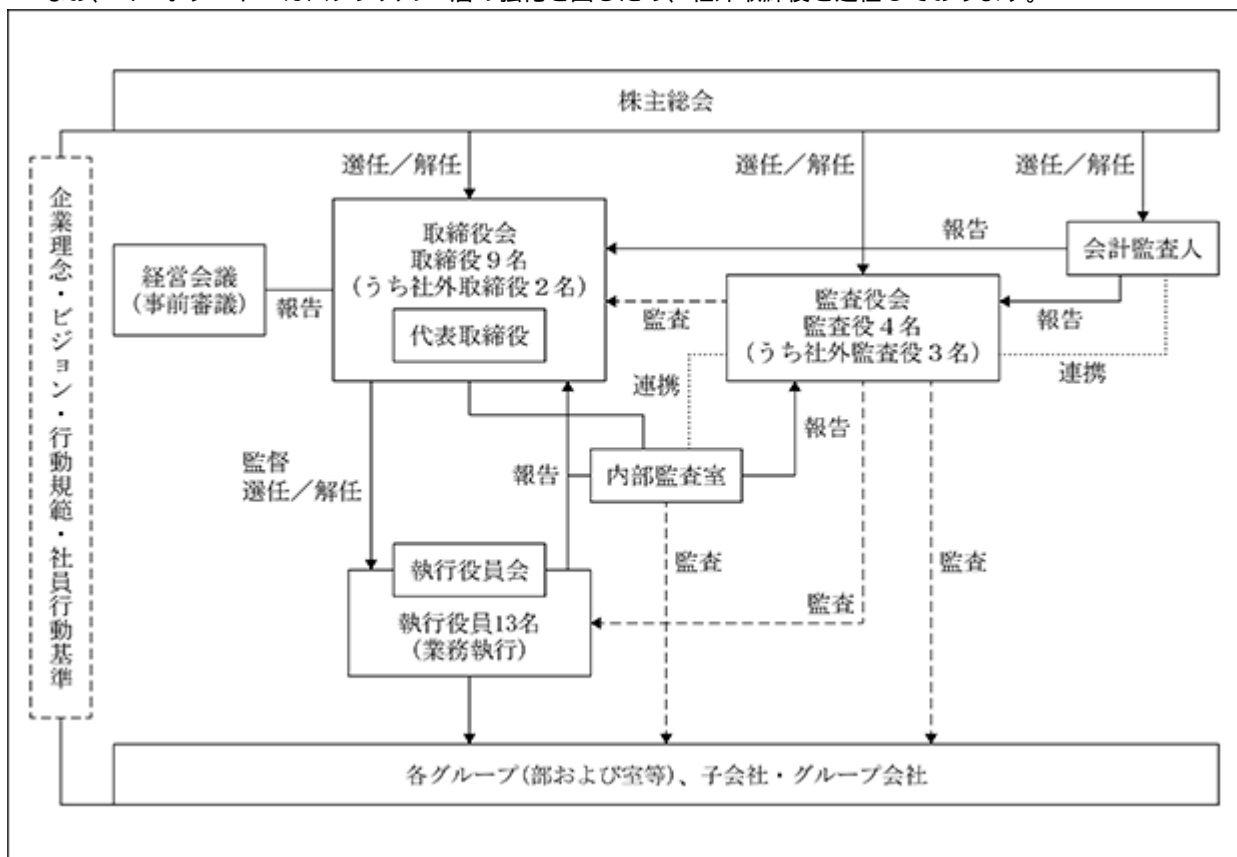 株主総会
選任／解任
選任／解任
選任／解任
企業理念・ビジョン・行動規範・社員行動基準
取締役会
取締役９名
(うち社外取締役２名)
代表取締役
報告
会計監査人
経営会議
(事前審議)
報告
監査
監査役会
監査役４名
(うち社外監査役３名)
報告
連携
連携
報告
監督
選任／解任
報告
内部監査室
執行役員会
執行役員13名
(業務執行)
監査
監査
監査
各グループ(部および室等)、子会社・グループ会社